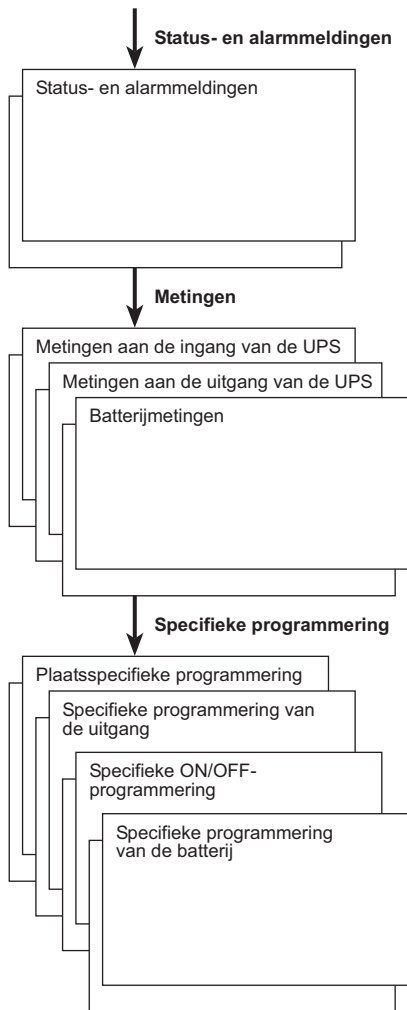 Status- en alarmmeldingen
Status- en alarmmeldingen
Metingen
Metingen aan de ingang van de UPS
Metingen aan de uitgang van de UPS
Batterijmetingen
Specifieke programmering
Plaatsspecifieke programmering
Specifieke programmering van
de uitgang
Specifieke ON/OFF-
programmering
Specifieke programmering
van de batterij